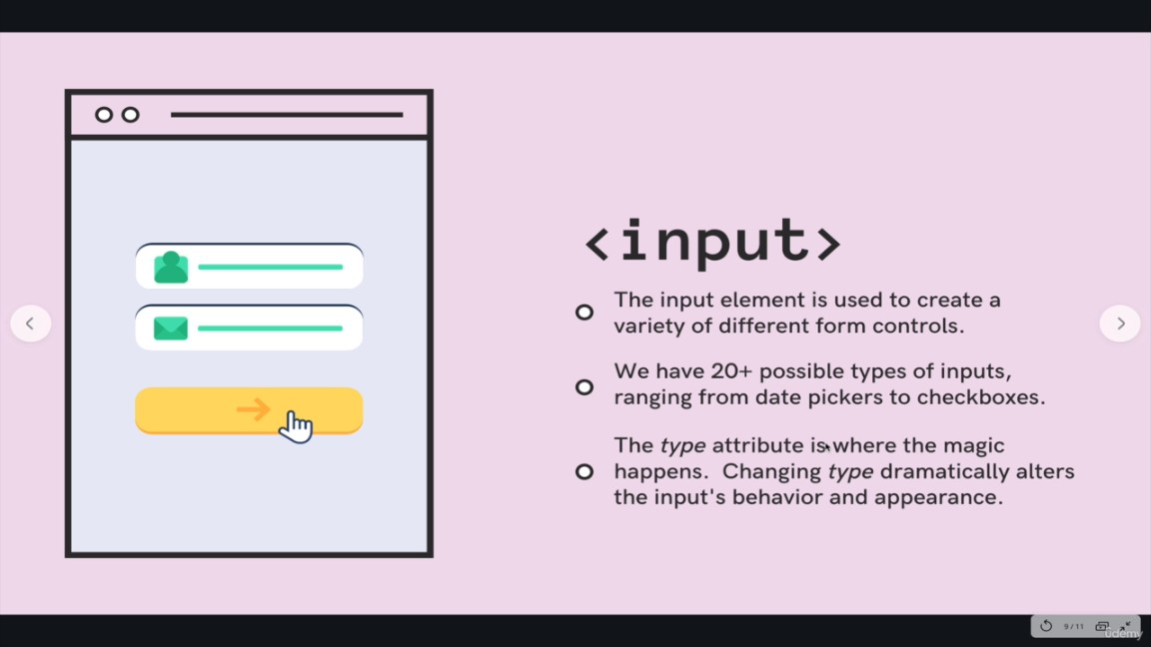 <input>
The input element is used to create a
variety of different form controls.
We have 20+ possible types of inputs,
ranging from date pickers to checkboxes.
The type attribute is where the magic
happens. Changing type dramatically alters
the input's behavior and appearance.
9 / 11
ûdemy